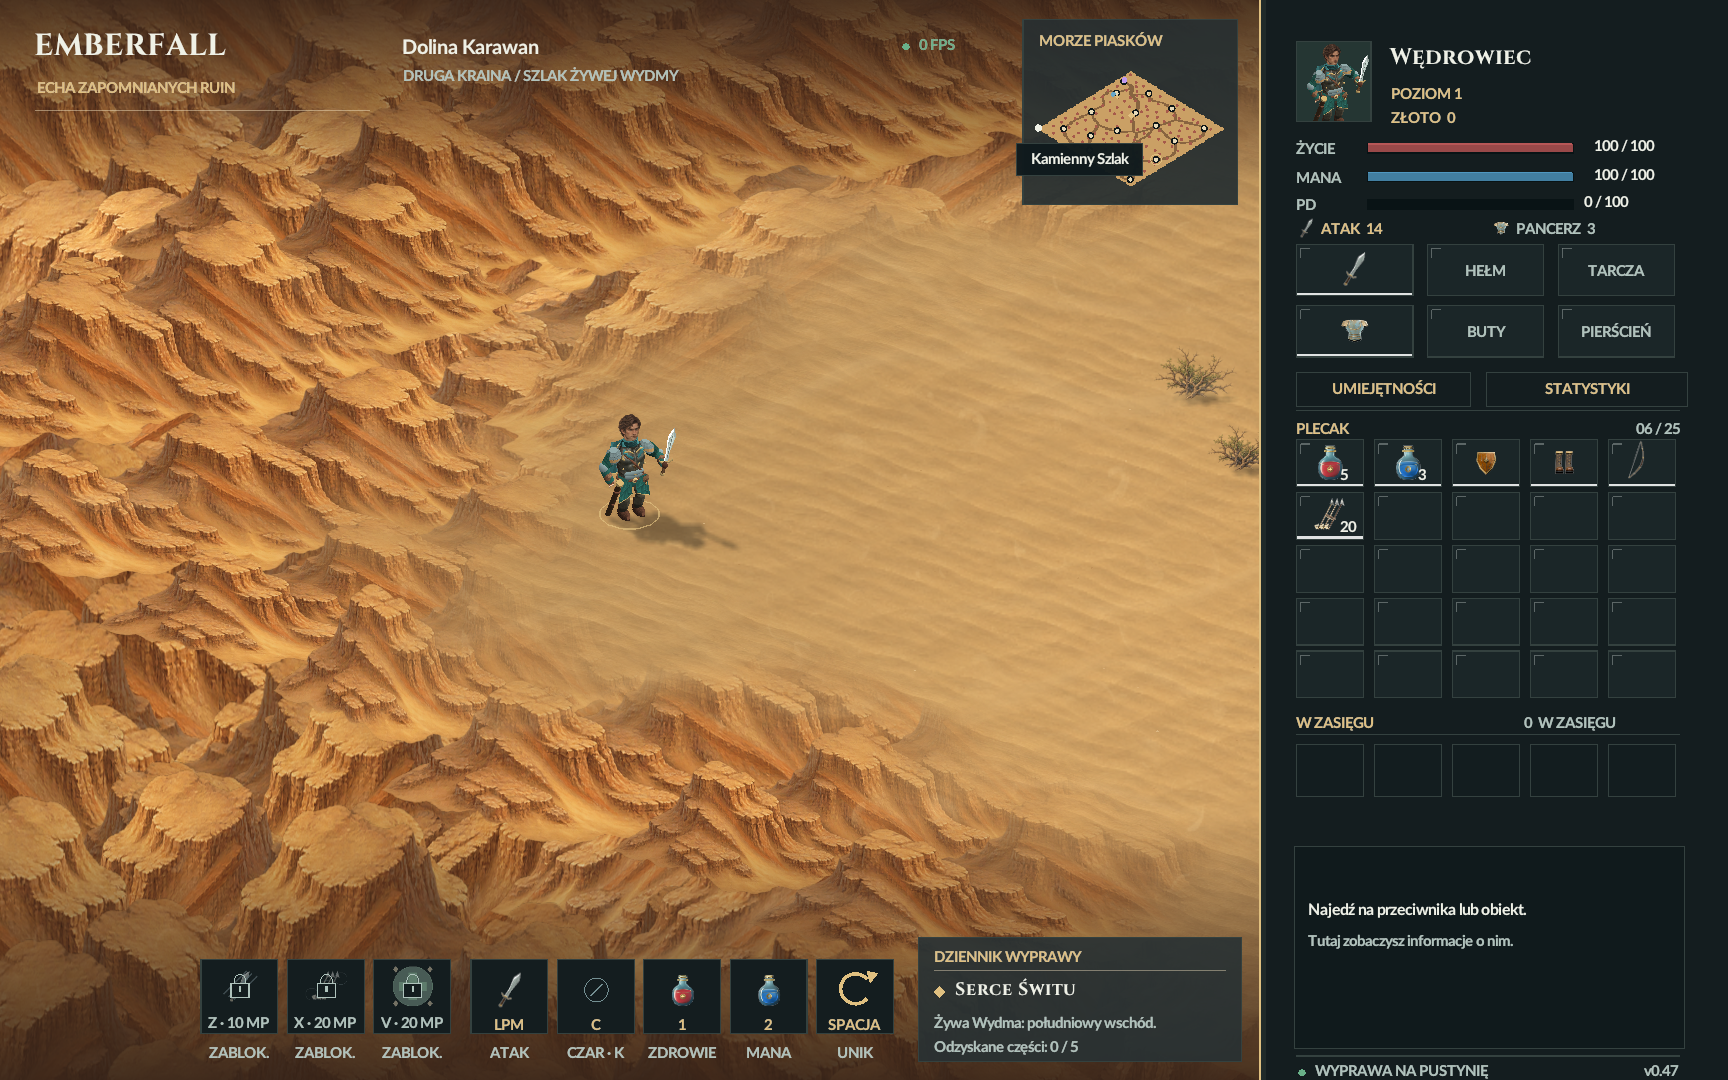 EMBERFALL
ECHA ZAPOMNIANYCH RUIN
Dolina Karawan
DRUGA KRAINA / SZLAK ŻYWEJ WYDMY
0 FPS
MORZE PIASKÓW
Kamienny Szlak
Wędrowiec
POZIOM 1
ZŁOTO 0
ŻYCIE 100 / 100
MANA 100 / 100
PD 0 / 100
ATAK 14 PANCERZ 3
HEŁM TARCZA
BUTY PIERŚCIEŃ
UMIEJĘTNOŚCI STATYSTYKI
PLECAK 06 / 25
5 3
20
W ZASIĘGU 0 W ZASIĘGU
Najedź na przeciwnika lub obiekt.
Tutaj zobaczysz informacje o nim.
WYPRAWA NA PUSTYNIĘ v0.47
Z · 10 MP X · 20 MP V · 20 MP LPM C 1 2 SPACJA
ZABLOK. ZABLOK. ZABLOK. ATAK CZAR · K ZDROWIE MANA UNIK
DZIENNIK WYPRAWY
Serce Świtu
Żywa Wydma: południowy wschód.
Odzyskane części: 0 / 5